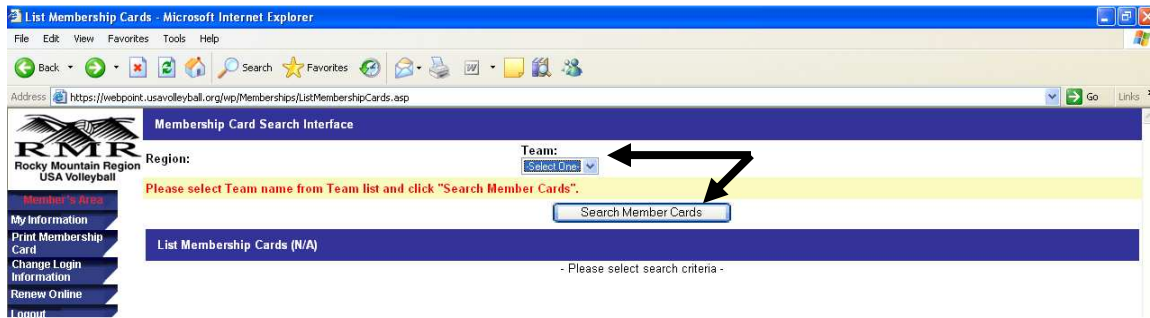 List Membership Cards - Microsoft Internet Explorer
File Edit View Favorites Tools Help
Back Search Favorites
Address https://webpoint.usavolleyball.org/wp/Memberships/ListMembershipCards.asp Go Links
RMR
Rocky Mountain Region
USA Volleyball
Member's Area
My Information
Print Membership
Card
Change Login
Information
Renew Online
Logout
Membership Card Search Interface
Region:
Team:
-Select One-
Please select Team name from Team list and click "Search Member Cards".
Search Member Cards
List Membership Cards (N/A)
- Please select search criteria -